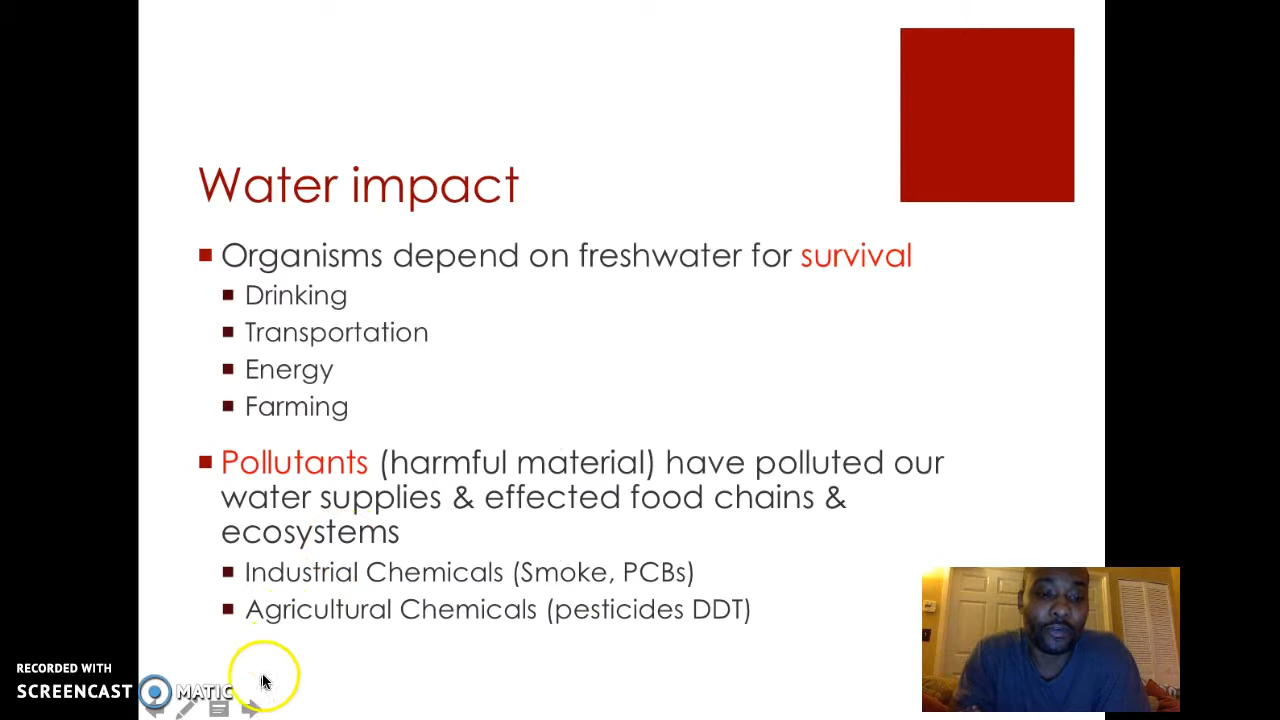 Water impact
Organisms depend on freshwater for survival
Drinking
Transportation
Energy
Farming
Pollutants (harmful material) have polluted our
water supplies & effected food chains &
ecosystems
Industrial Chemicals (Smoke, PCBs)
Agricultural Chemicals (pesticides DDT)
RECORDED WITH
SCREENCAST MATIC